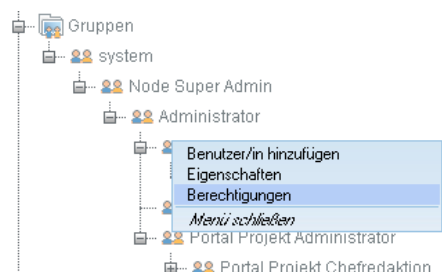 Gruppen
system
Node Super Admin
Administrator
Benutzer/in hinzufügen
Eigenschaften
Berechtigungen
Menü schließen
Portal Projekt Administrator
Portal Projekt Chefredaktion